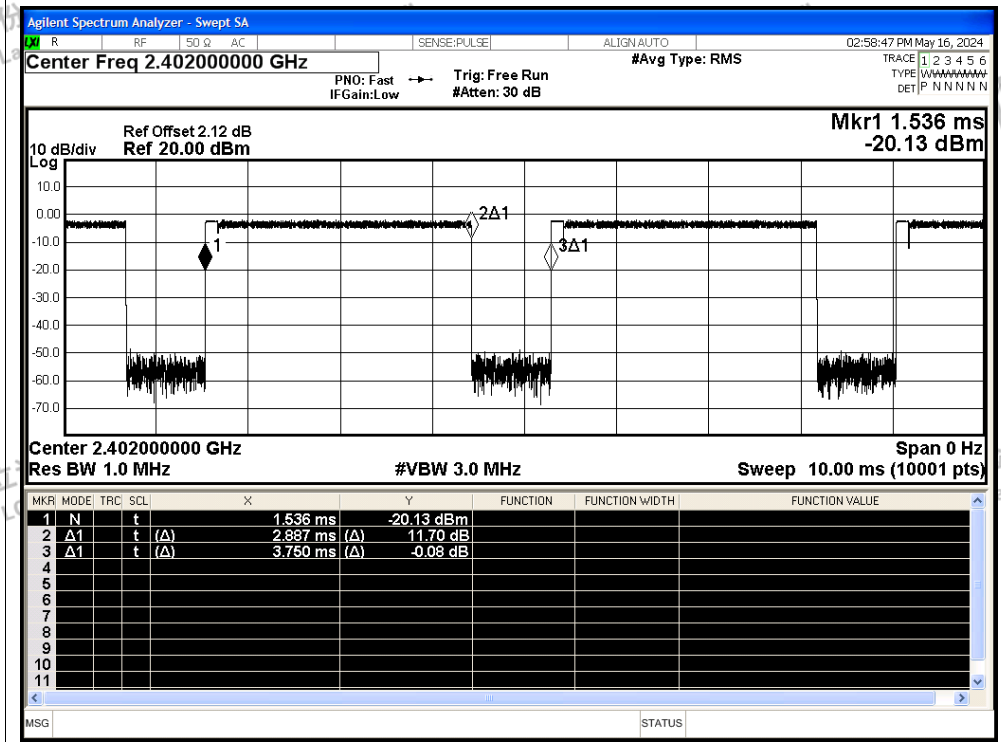 Agilent Spectrum Analyzer - Swept SA
LXI R RF 50 Ω AC SENSE:PULSE ALIGN AUTO 02:58:47 PM May 16, 2024
Center Freq 2.402000000 GHz #Avg Type: RMS TRACE 1 2 3 4 5 6
PNO: Fast Trig: Free Run TYPE WWWWWW
IFGain:Low #Atten: 30 dB DET P N N N N N
Mkr1 1.536 ms
-20.13 dBm
Ref Offset 2.12 dB
10 dB/div Ref 20.00 dBm
Log
10.0
0.00
-10.0
-20.0
-30.0
-40.0
-50.0
-60.0
-70.0
2Δ1
1
3Δ1
Center 2.402000000 GHz Span 0 Hz
Res BW 1.0 MHz #VBW 3.0 MHz Sweep 10.00 ms (10001 pts)
MKR MODE TRC SCL X Y FUNCTION FUNCTION WIDTH FUNCTION VALUE
1 N t 1.536 ms -20.13 dBm
2 Δ1 t (Δ) 2.887 ms (Δ) 11.70 dB
3 Δ1 t (Δ) 3.750 ms (Δ) -0.08 dB
4
5
6
7
8
9
10
11
MSG STATUS